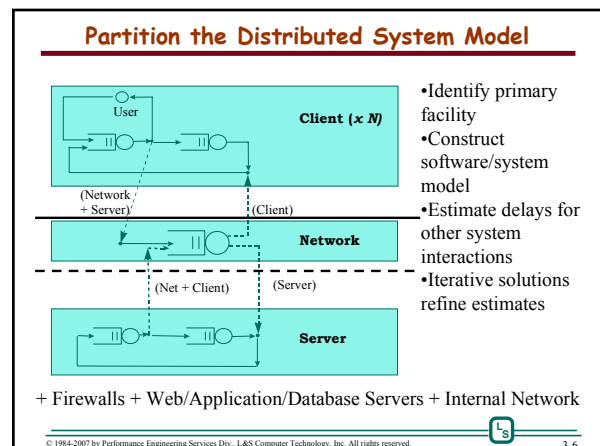 Partition the Distributed System Model
User
Client (x N)
(Network
+ Server)
(Client)
Network
(Net + Client)
(Server)
Server
•Identify primary
facility
•Construct
software/system
model
•Estimate delays for
other system
interactions
•Iterative solutions
refine estimates
+ Firewalls + Web/Application/Database Servers + Internal Network
L
S
© 1984-2007 by Performance Engineering Services Div., L&S Computer Technology, Inc. All rights reserved.
3.6